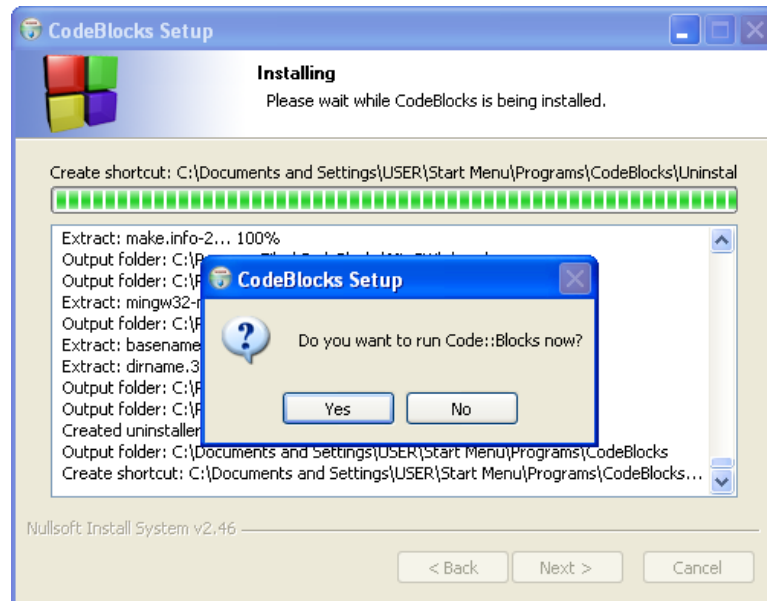 CodeBlocks Setup
Installing
Please wait while CodeBlocks is being installed.
Create shortcut: C:\Documents and Settings\USER\Start Menu\Programs\CodeBlocks\Uninstal
Extract: make.info-2... 100%
Output folder: C:\
Output folder: C:\
Extract: mingw32-
Output folder: C:\
Extract: basename
Output folder: C:\
Extract: dirname.3
Output folder: C:\
Output folder: C:\
Created uninstaller
Output folder: C:\Documents and Settings\USER\Start Menu\Programs\CodeBlocks
Create shortcut: C:\Documents and Settings\USER\Start Menu\Programs\CodeBlocks...
CodeBlocks Setup
Do you want to run Code::Blocks now?
Yes No
Nullsoft Install System v2.46
< Back Next > Cancel